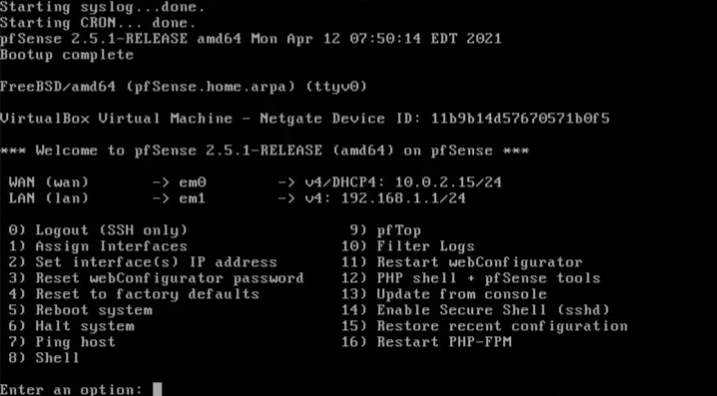 Starting syslog...done.
Starting CRON... done.
pfSense 2.5.1-RELEASE amd64 Mon Apr 12 07:50:14 EDT 2021
Bootup complete
FreeBSD/amd64 (pfSense.home.arpa) (ttyv0)
VirtualBox Virtual Machine - Netgate Device ID: 11b9b14d57670571b0f5
*** Welcome to pfSense 2.5.1-RELEASE (amd64) on pfSense ***
WAN (wan) -> em0 -> v4/DHCP4: 10.0.2.15/24
LAN (lan) -> em1 -> v4: 192.168.1.1/24
0) Logout (SSH only) 9) pfTop
1) Assign Interfaces 10) Filter Logs
2) Set interface(s) IP address 11) Restart webConfigurator
3) Reset webConfigurator password 12) PHP shell + pfSense tools
4) Reset to factory defaults 13) Update from console
5) Reboot system 14) Enable Secure Shell (sshd)
6) Halt system 15) Restore recent configuration
7) Ping host 16) Restart PHP-FPM
8) Shell
Enter an option: